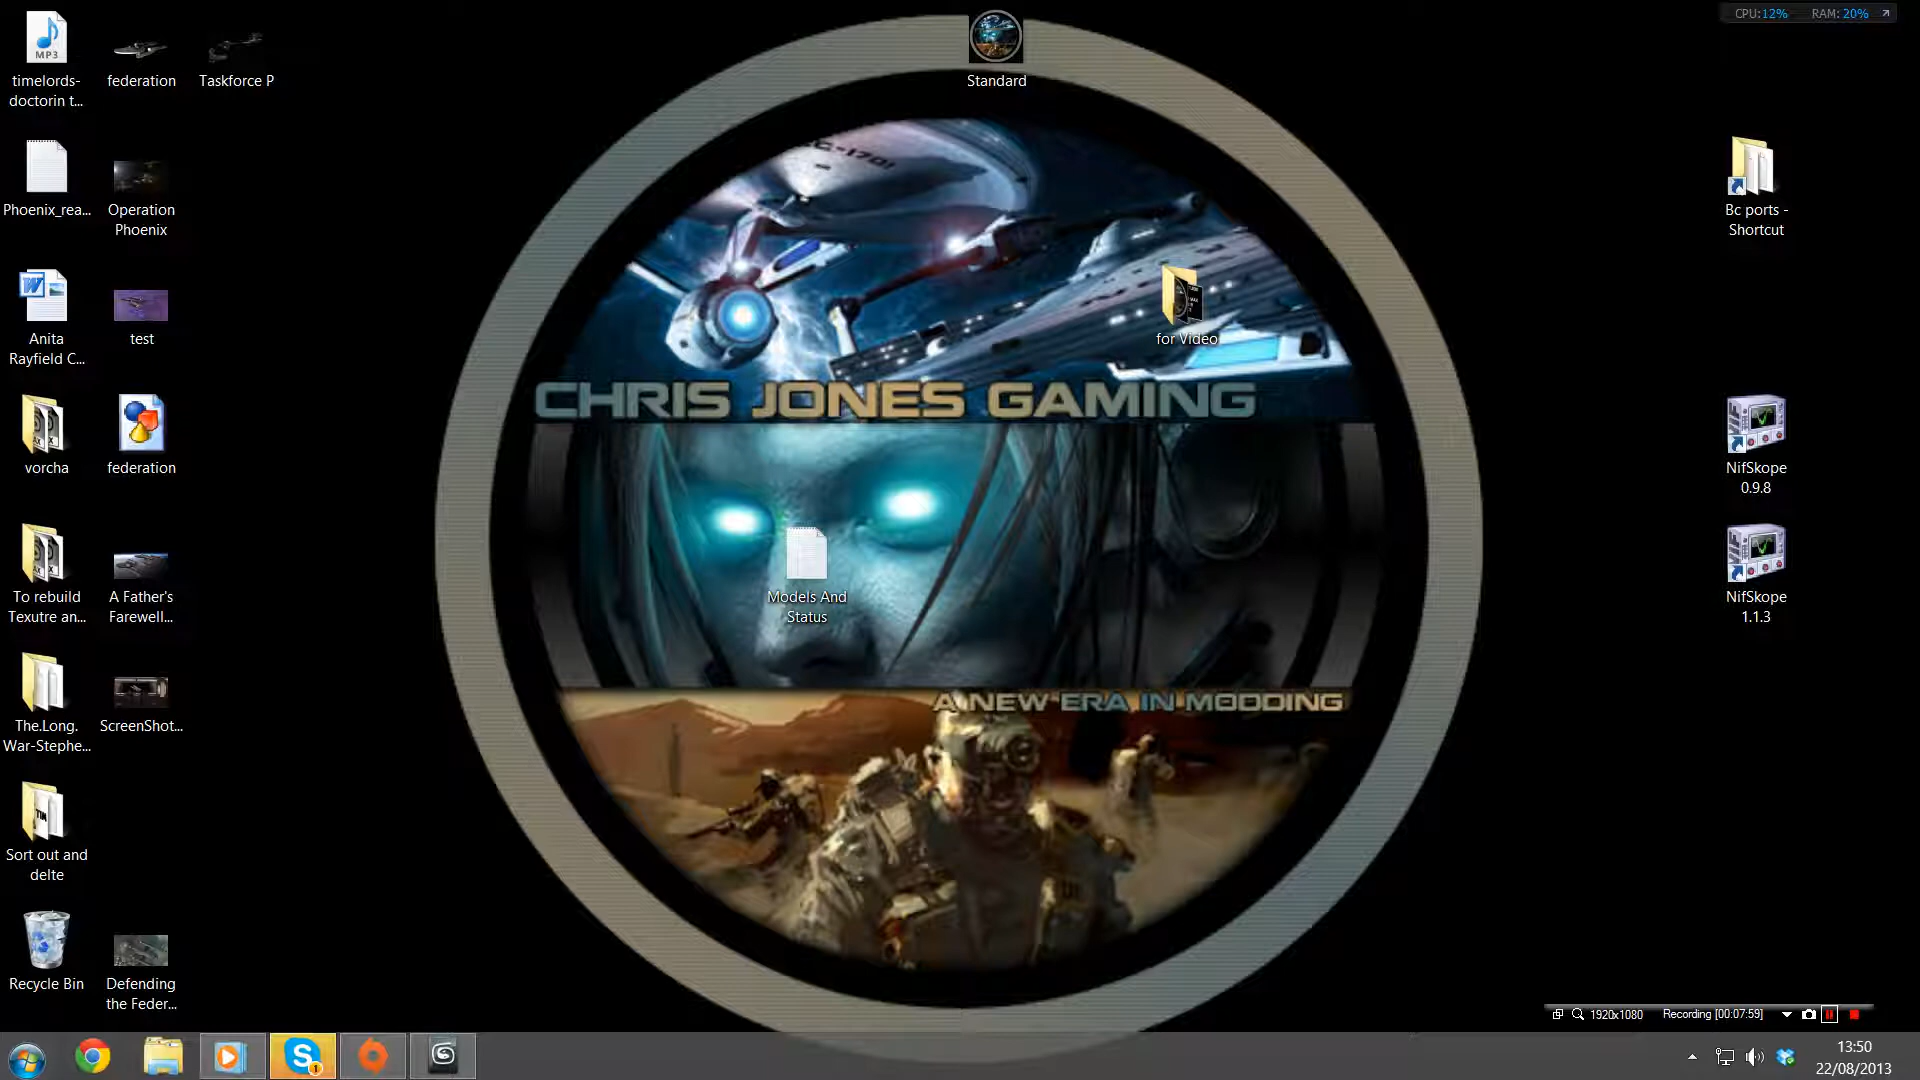 CPU:12% RAM: 20%
MP3
timelords-
doctorin t...
federation
Taskforce P
Standard
Phoenix_rea...
Operation
Phoenix
Bc ports -
Shortcut
Anita
Rayfield C...
test
for Video
CHRIS JONES GAMING
vorcha
federation
NifSkope
0.9.8
Models And
Status
To rebuild
Texutre an...
A Father's
Farewell...
NifSkope
1.1.3
A NEW ERA IN MODDING
The.Long.
War-Stephe...
ScreenShot...
Sort out and
delte
Recycle Bin
Defending
the Feder...
1920x1080 Recording [00:07:59]
13:50
22/08/2013